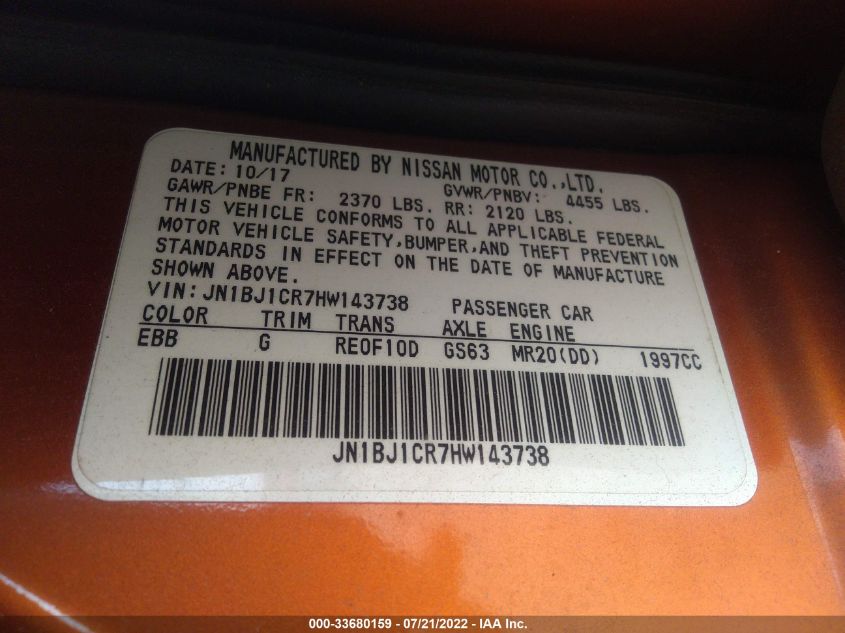 MANUFACTURED BY NISSAN MOTOR CO.,LTD.
DATE: 10/17 GVWR/PNBV: 4455 LBS.
GAWR/PNBE FR: 2370 LBS. RR: 2120 LBS.
THIS VEHICLE CONFORMS TO ALL APPLICABLE FEDERAL
MOTOR VEHICLE SAFETY,BUMPER,AND THEFT PREVENTION
STANDARDS IN EFFECT ON THE DATE OF MANUFACTURE
SHOWN ABOVE.
VIN:JN1BJ1CR7HW143738 PASSENGER CAR
COLOR TRIM TRANS AXLE ENGINE
EBB G RE0F10D GS63 MR20(DD) 1997CC
JN1BJ1CR7HW143738
000-33680159 / 07/21/2022 - IAA Inc.